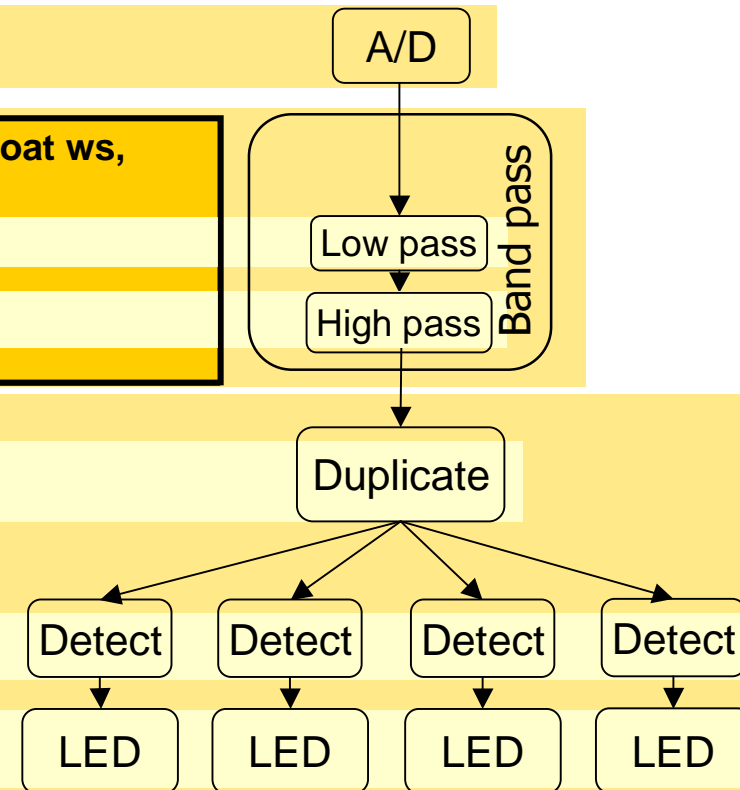 A/D
oat ws,
Band pass
Low pass
High pass
Duplicate
Detect Detect Detect Detect
LED LED LED LED